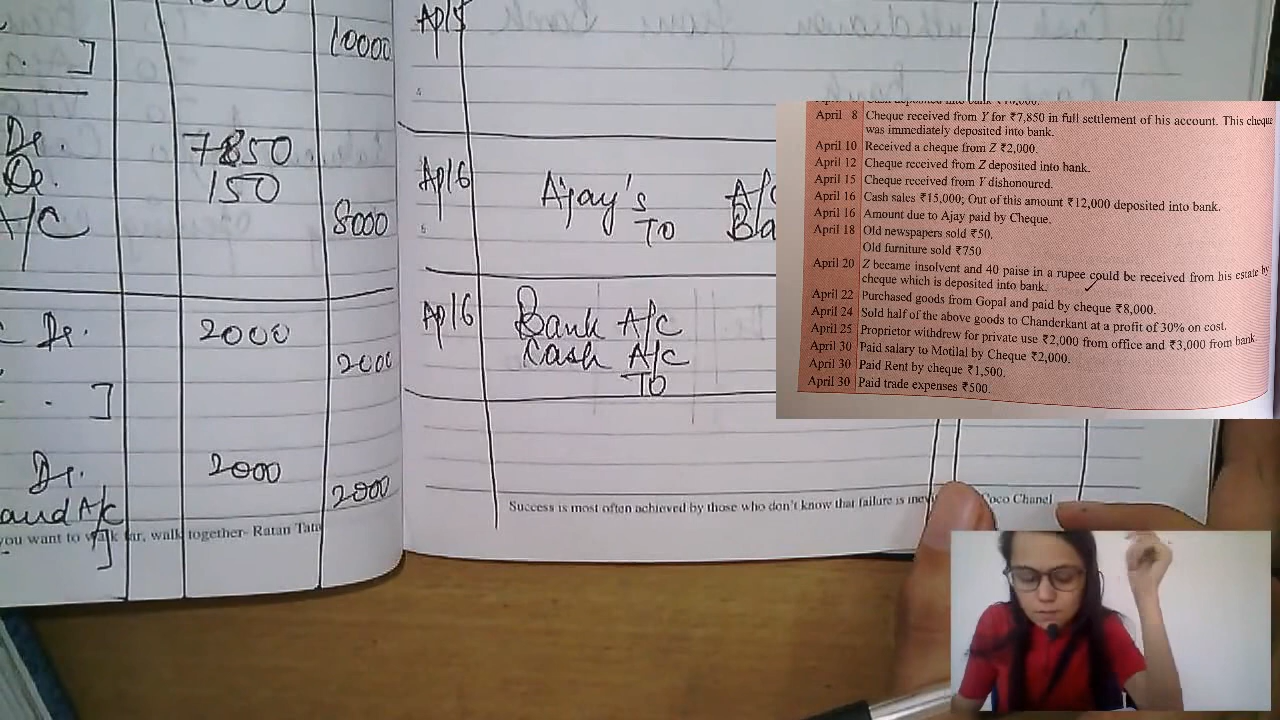 10000
]
Dr. 7850
Dr. 150
A/C 8000
Dr. 2000
2000
]
Dr. 2000
and A/c 2000
you want to walk far, walk together- Ratan Tata
]
Ap15
Ap16 Ajay's A/C
TO
Ap16 Bank A/C
Cash A/C
TO
Success is most often achieved by those who don't know that failure is Coco Chanel
April 8 Cheque received from Y for ₹7,850 in full settlement of his account. This cheque
was immediately deposited into bank.
April 10 Received a cheque from Z ₹2,000.
April 12 Cheque received from Z deposited into bank.
April 15 Cheque received from Y dishonoured.
April 16 Cash sales ₹15,000; Out of this amount ₹12,000 deposited into bank.
April 16 Amount due to Ajay paid by Cheque.
April 18 Old newspapers sold ₹50.
Old furniture sold ₹750
April 20 Z became insolvent and 40 paise in a rupee could be received from his estate by
cheque which is deposited into bank.
April 22 Purchased goods from Gopal and paid by cheque ₹8,000.
April 24 Sold half of the above goods to Chanderkant at a profit of 30% on cost.
April 25 Proprietor withdrew for private use ₹2,000 from office and ₹3,000 from bank
April 30 Paid salary to Motilal by Cheque ₹2,000.
April 30 Paid Rent by cheque ₹1,500.
April 30 Paid trade expenses ₹500.